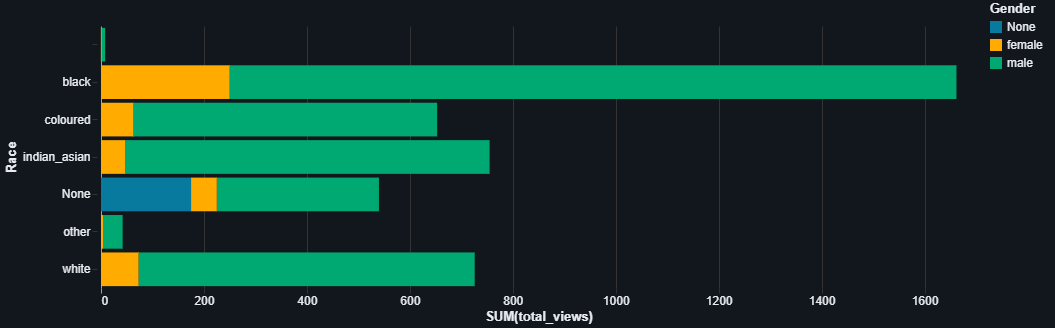 Gender
None
female
male
black
coloured
indian_asian
None
other
white
Race
0 200 400 600 800 1000 1200 1400 1600
SUM(total_views)